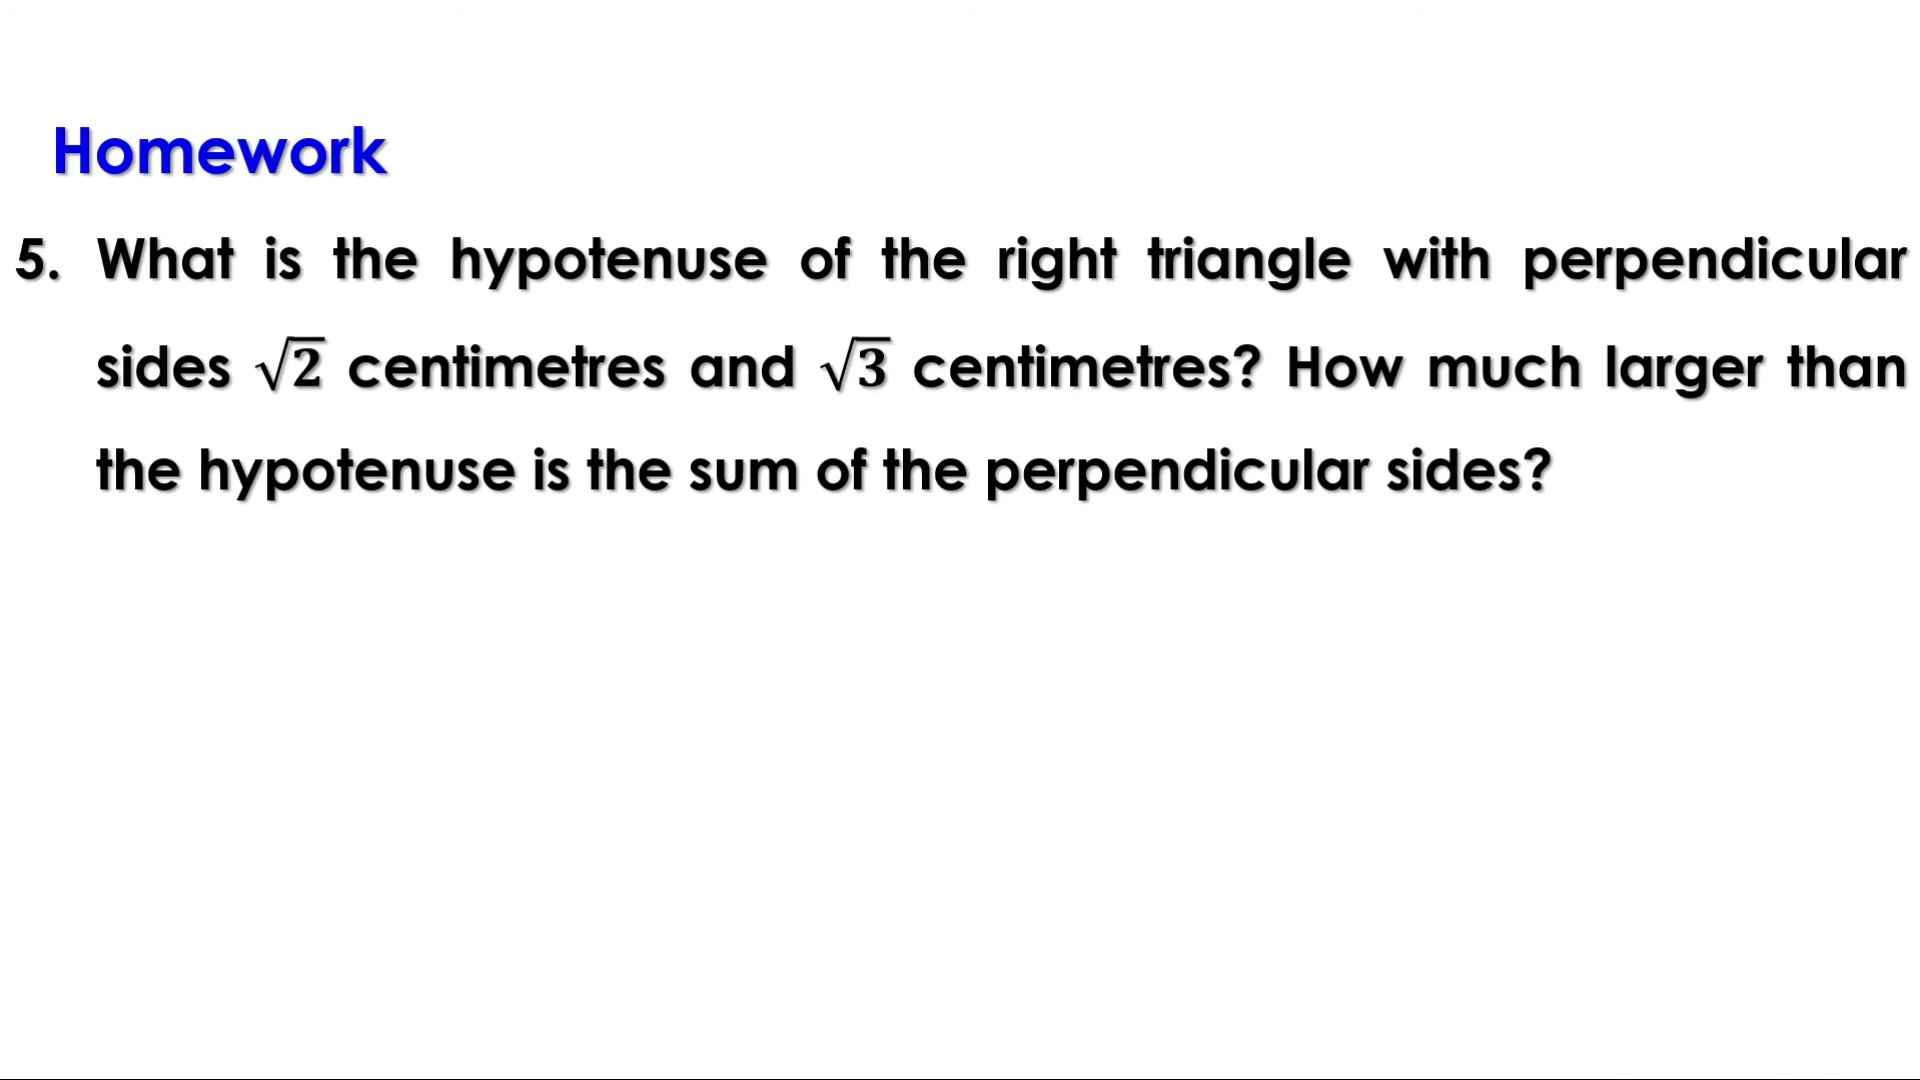 Homework
5. What is the hypotenuse of the right triangle with perpendicular
sides √2 centimetres and √3 centimetres? How much larger than
the hypotenuse is the sum of the perpendicular sides?